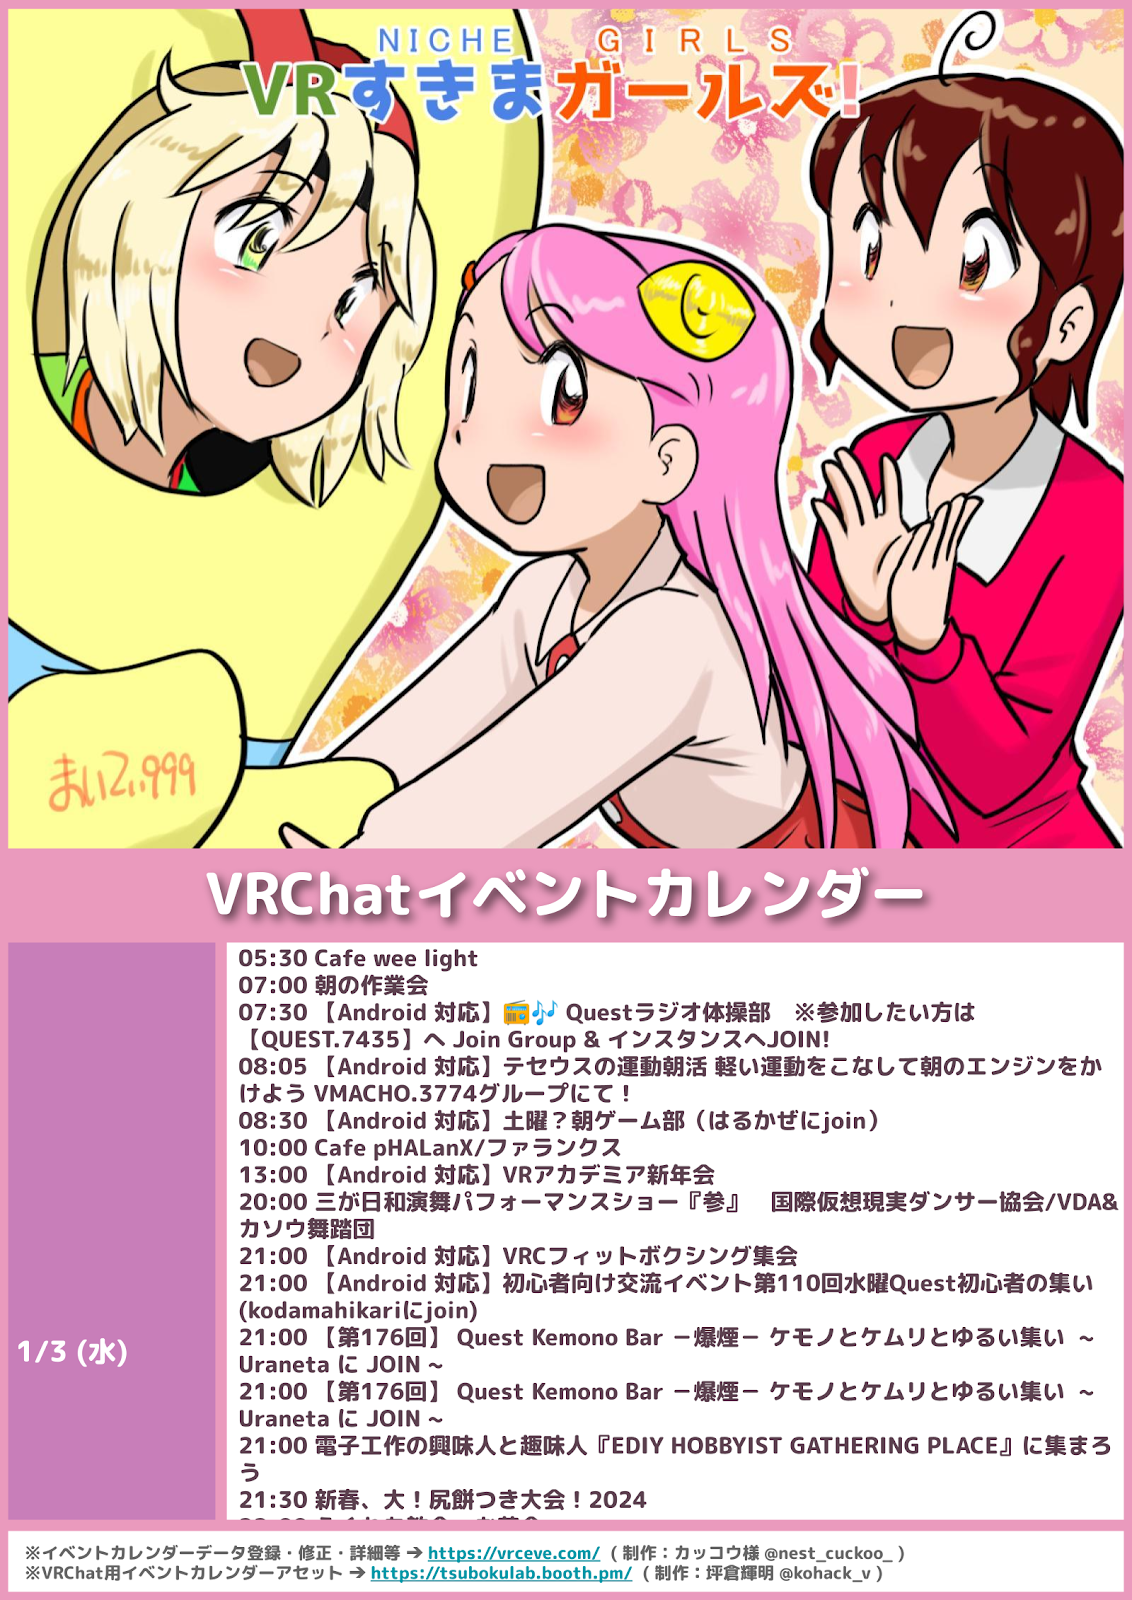 NICHE GIRLS
VRすきまガールズ!
まいてぃ999
VRChatイベントカレンダー
1/3 (水)
05:30 Cafe wee light
07:00 朝の作業会
07:30 【Android 対応】📻🎶 Questラジオ体操部　※参加したい方は
【QUEST.7435】へ Join Group & インスタンスへJOIN!
08:05 【Android 対応】テセウスの運動朝活 軽い運動をこなして朝のエンジンをか
けよう VMACHO.3774グループにて！
08:30 【Android 対応】土曜？朝ゲーム部（はるかぜにjoin）
10:00 Cafe pHALanX/ファランクス
13:00 【Android 対応】VRアカデミア新年会
20:00 三が日和演舞パフォーマンスショー『参』　国際仮想現実ダンサー協会/VDA&
カソウ舞踏団
21:00 【Android 対応】VRCフィットボクシング集会
21:00 【Android 対応】初心者向け交流イベント第110回水曜Quest初心者の集い
(kodamahikariにjoin)
21:00 【第176回】 Quest Kemono Bar －爆煙－ ケモノとケムリとゆるい集い ～
Uraneta に JOIN ～
21:00 【第176回】 Quest Kemono Bar －爆煙－ ケモノとケムリとゆるい集い ～
Uraneta に JOIN ～
21:00 電子工作の興味人と趣味人『EDIY HOBBYIST GATHERING PLACE』に集まろ
う
21:30 新春、大！尻餅つき大会！2024
※イベントカレンダーデータ登録・修正・詳細等 ➔ https://vrceve.com/ ( 制作：カッコウ様 @nest_cuckoo_ )
※VRChat用イベントカレンダーアセット ➔ https://tsubokulab.booth.pm/ ( 制作：坪倉輝明 @kohack_v )